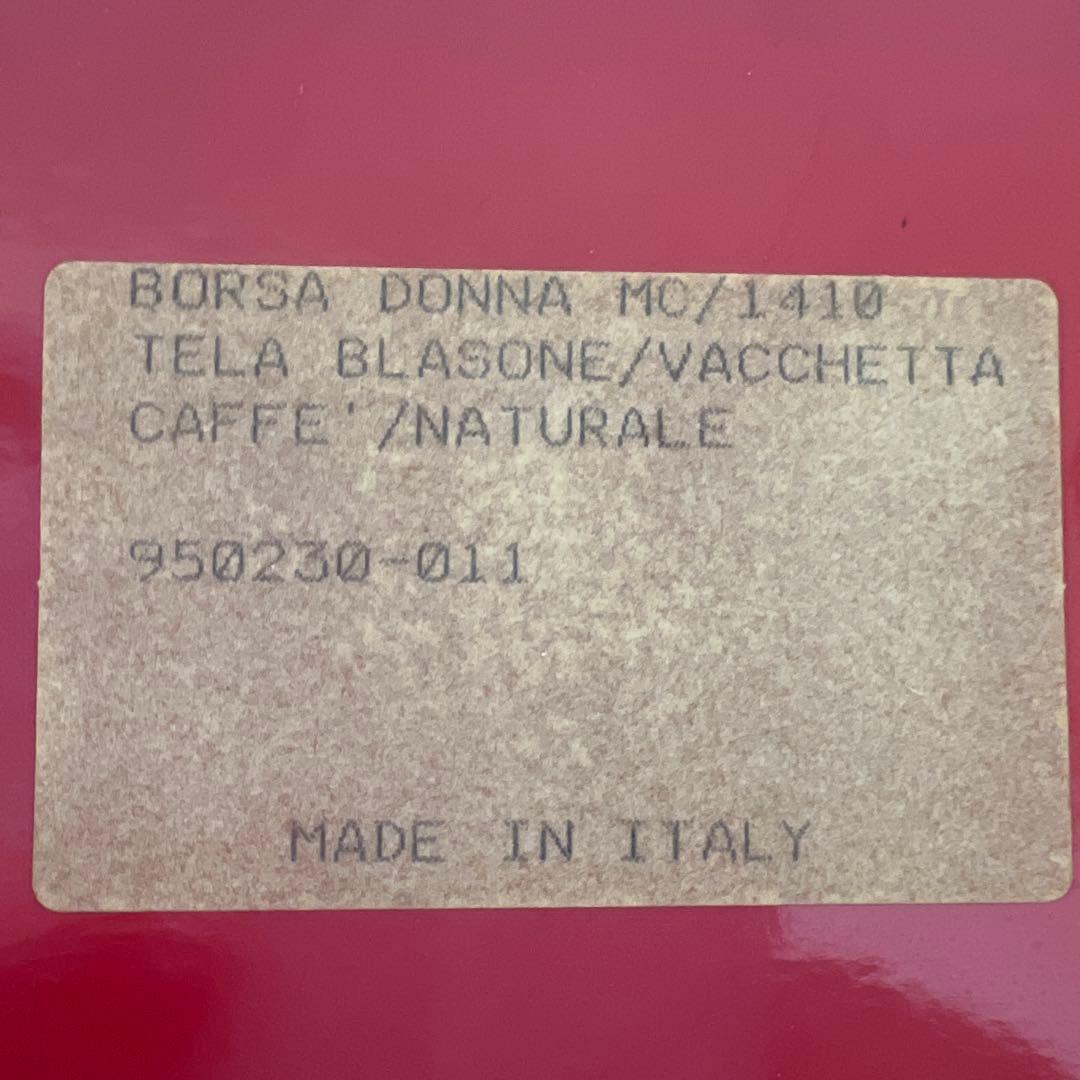 BORSA DONNA MC/1410
TELA BLASONE/VACCHETTA
CAFFE'/NATURALE
950230-011
MADE IN ITALY